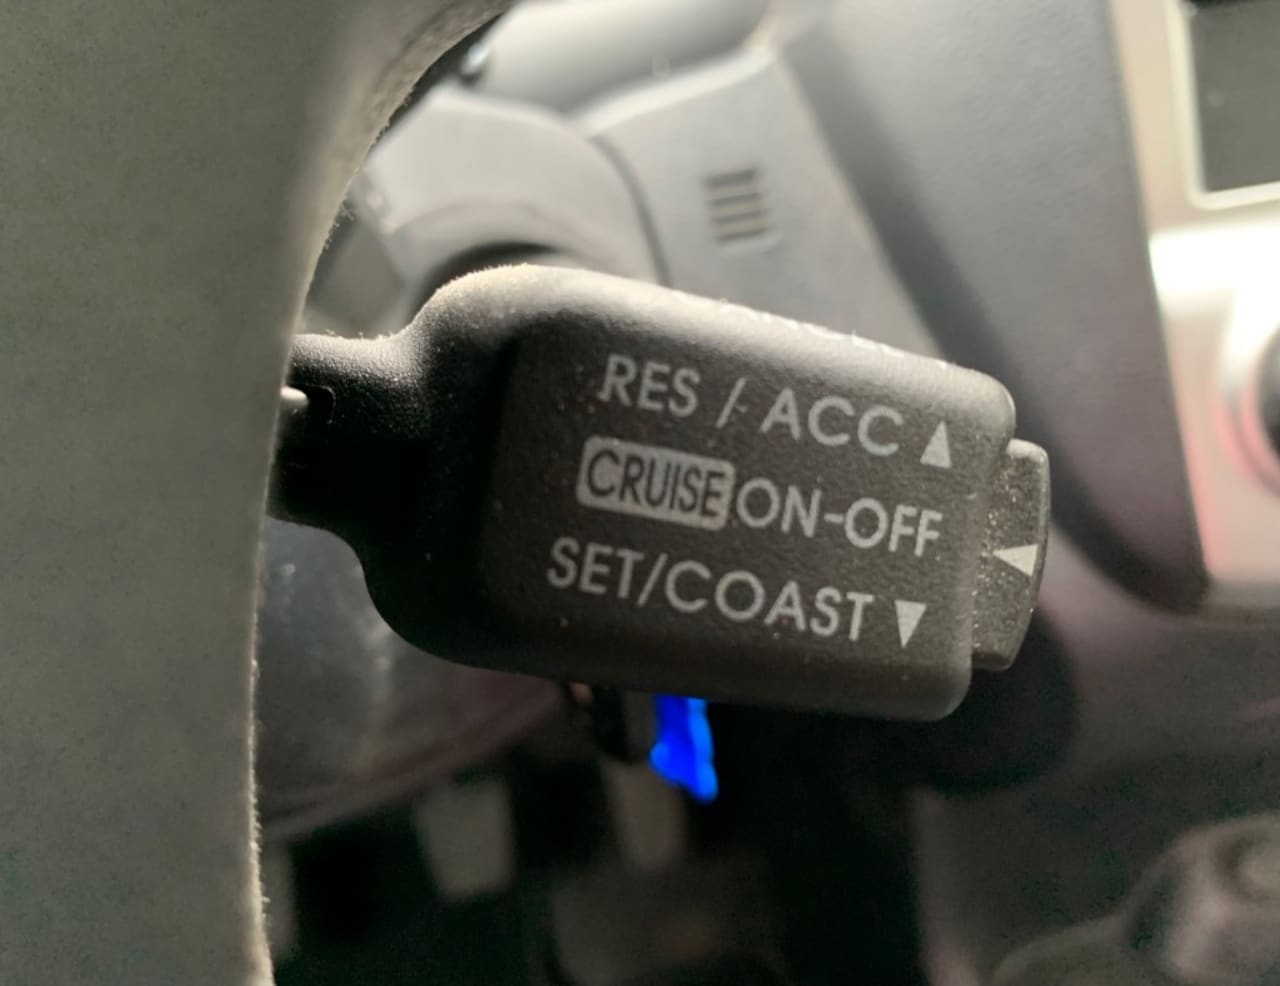 RES / ACC ▲
CRUISE ON-OFF
SET/COAST ▼